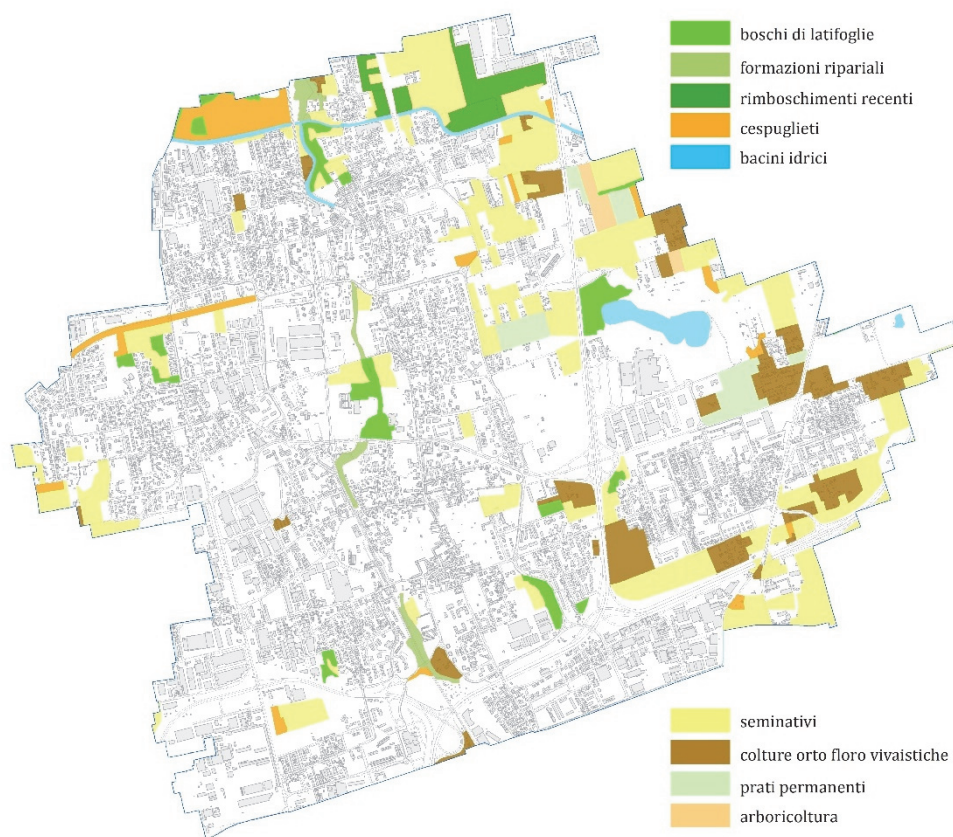 boschi di latifoglie
formazioni ripariali
rimboschimenti recenti
cespuglieti
bacini idrici
seminativi
colture orto floro vivaistiche
prati permanenti
arboricoltura